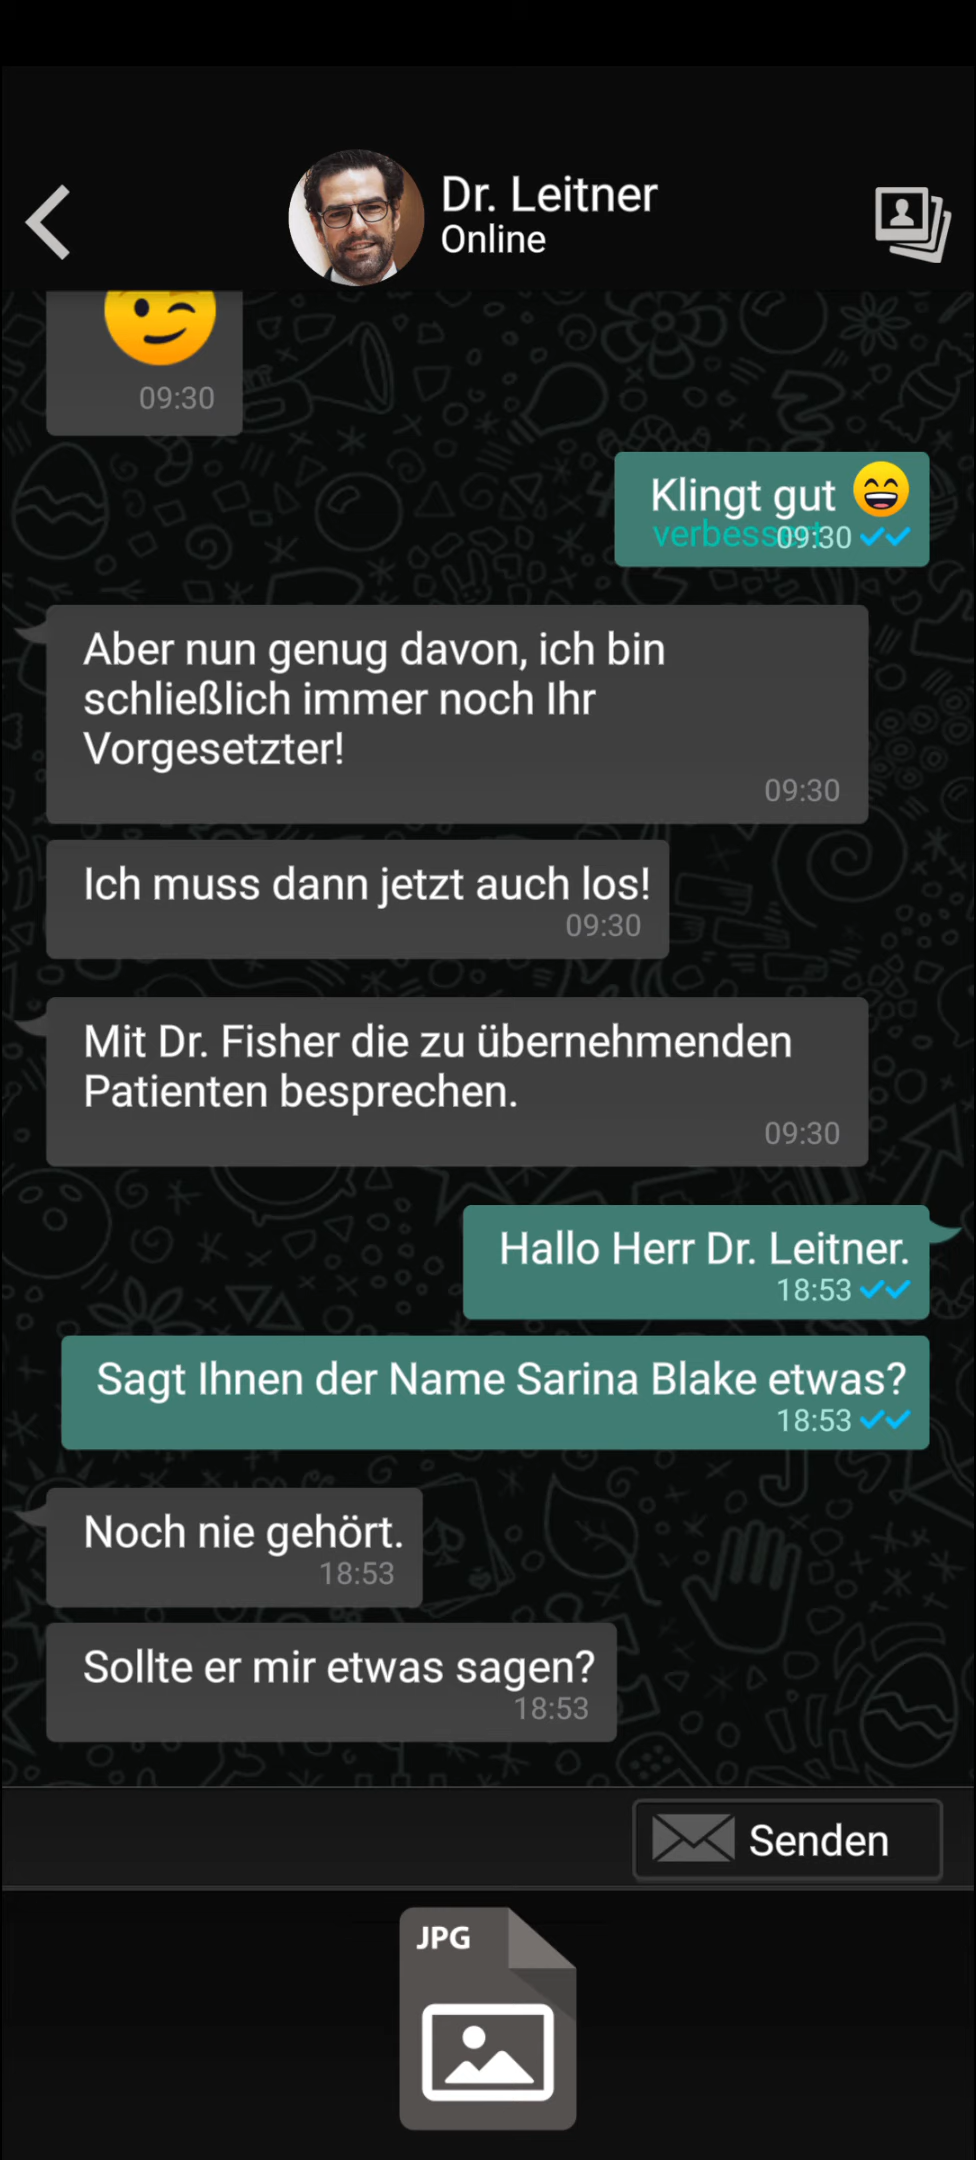 Dr. Leitner
Online
09:30
Klingt gut 😄
verbessert
09:30
Aber nun genug davon, ich bin
schließlich immer noch Ihr
Vorgesetzter!
09:30
Ich muss dann jetzt auch los!
09:30
Mit Dr. Fisher die zu übernehmenden
Patienten besprechen.
09:30
Hallo Herr Dr. Leitner.
18:53
Sagt Ihnen der Name Sarina Blake etwas?
18:53
Noch nie gehört.
18:53
Sollte er mir etwas sagen?
18:53
Senden
JPG